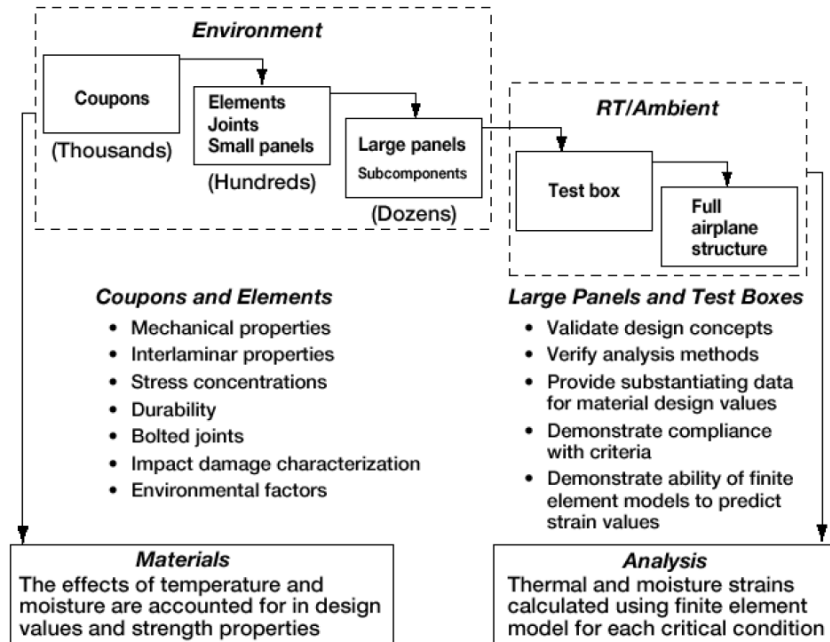 Environment
Coupons
(Thousands)
Elements
Joints
Small panels
(Hundreds)
Large panels
Subcomponents
(Dozens)
RT/Ambient
Test box
Full
airplane
structure
Coupons and Elements
• Mechanical properties
• Interlaminar properties
• Stress concentrations
• Durability
• Bolted joints
• Impact damage characterization
• Environmental factors
Large Panels and Test Boxes
• Validate design concepts
• Verify analysis methods
• Provide substantiating data
for material design values
• Demonstrate compliance
with criteria
• Demonstrate ability of finite
element models to predict
strain values
Materials
The effects of temperature and
moisture are accounted for in design
values and strength properties
Analysis
Thermal and moisture strains
calculated using finite element
model for each critical condition